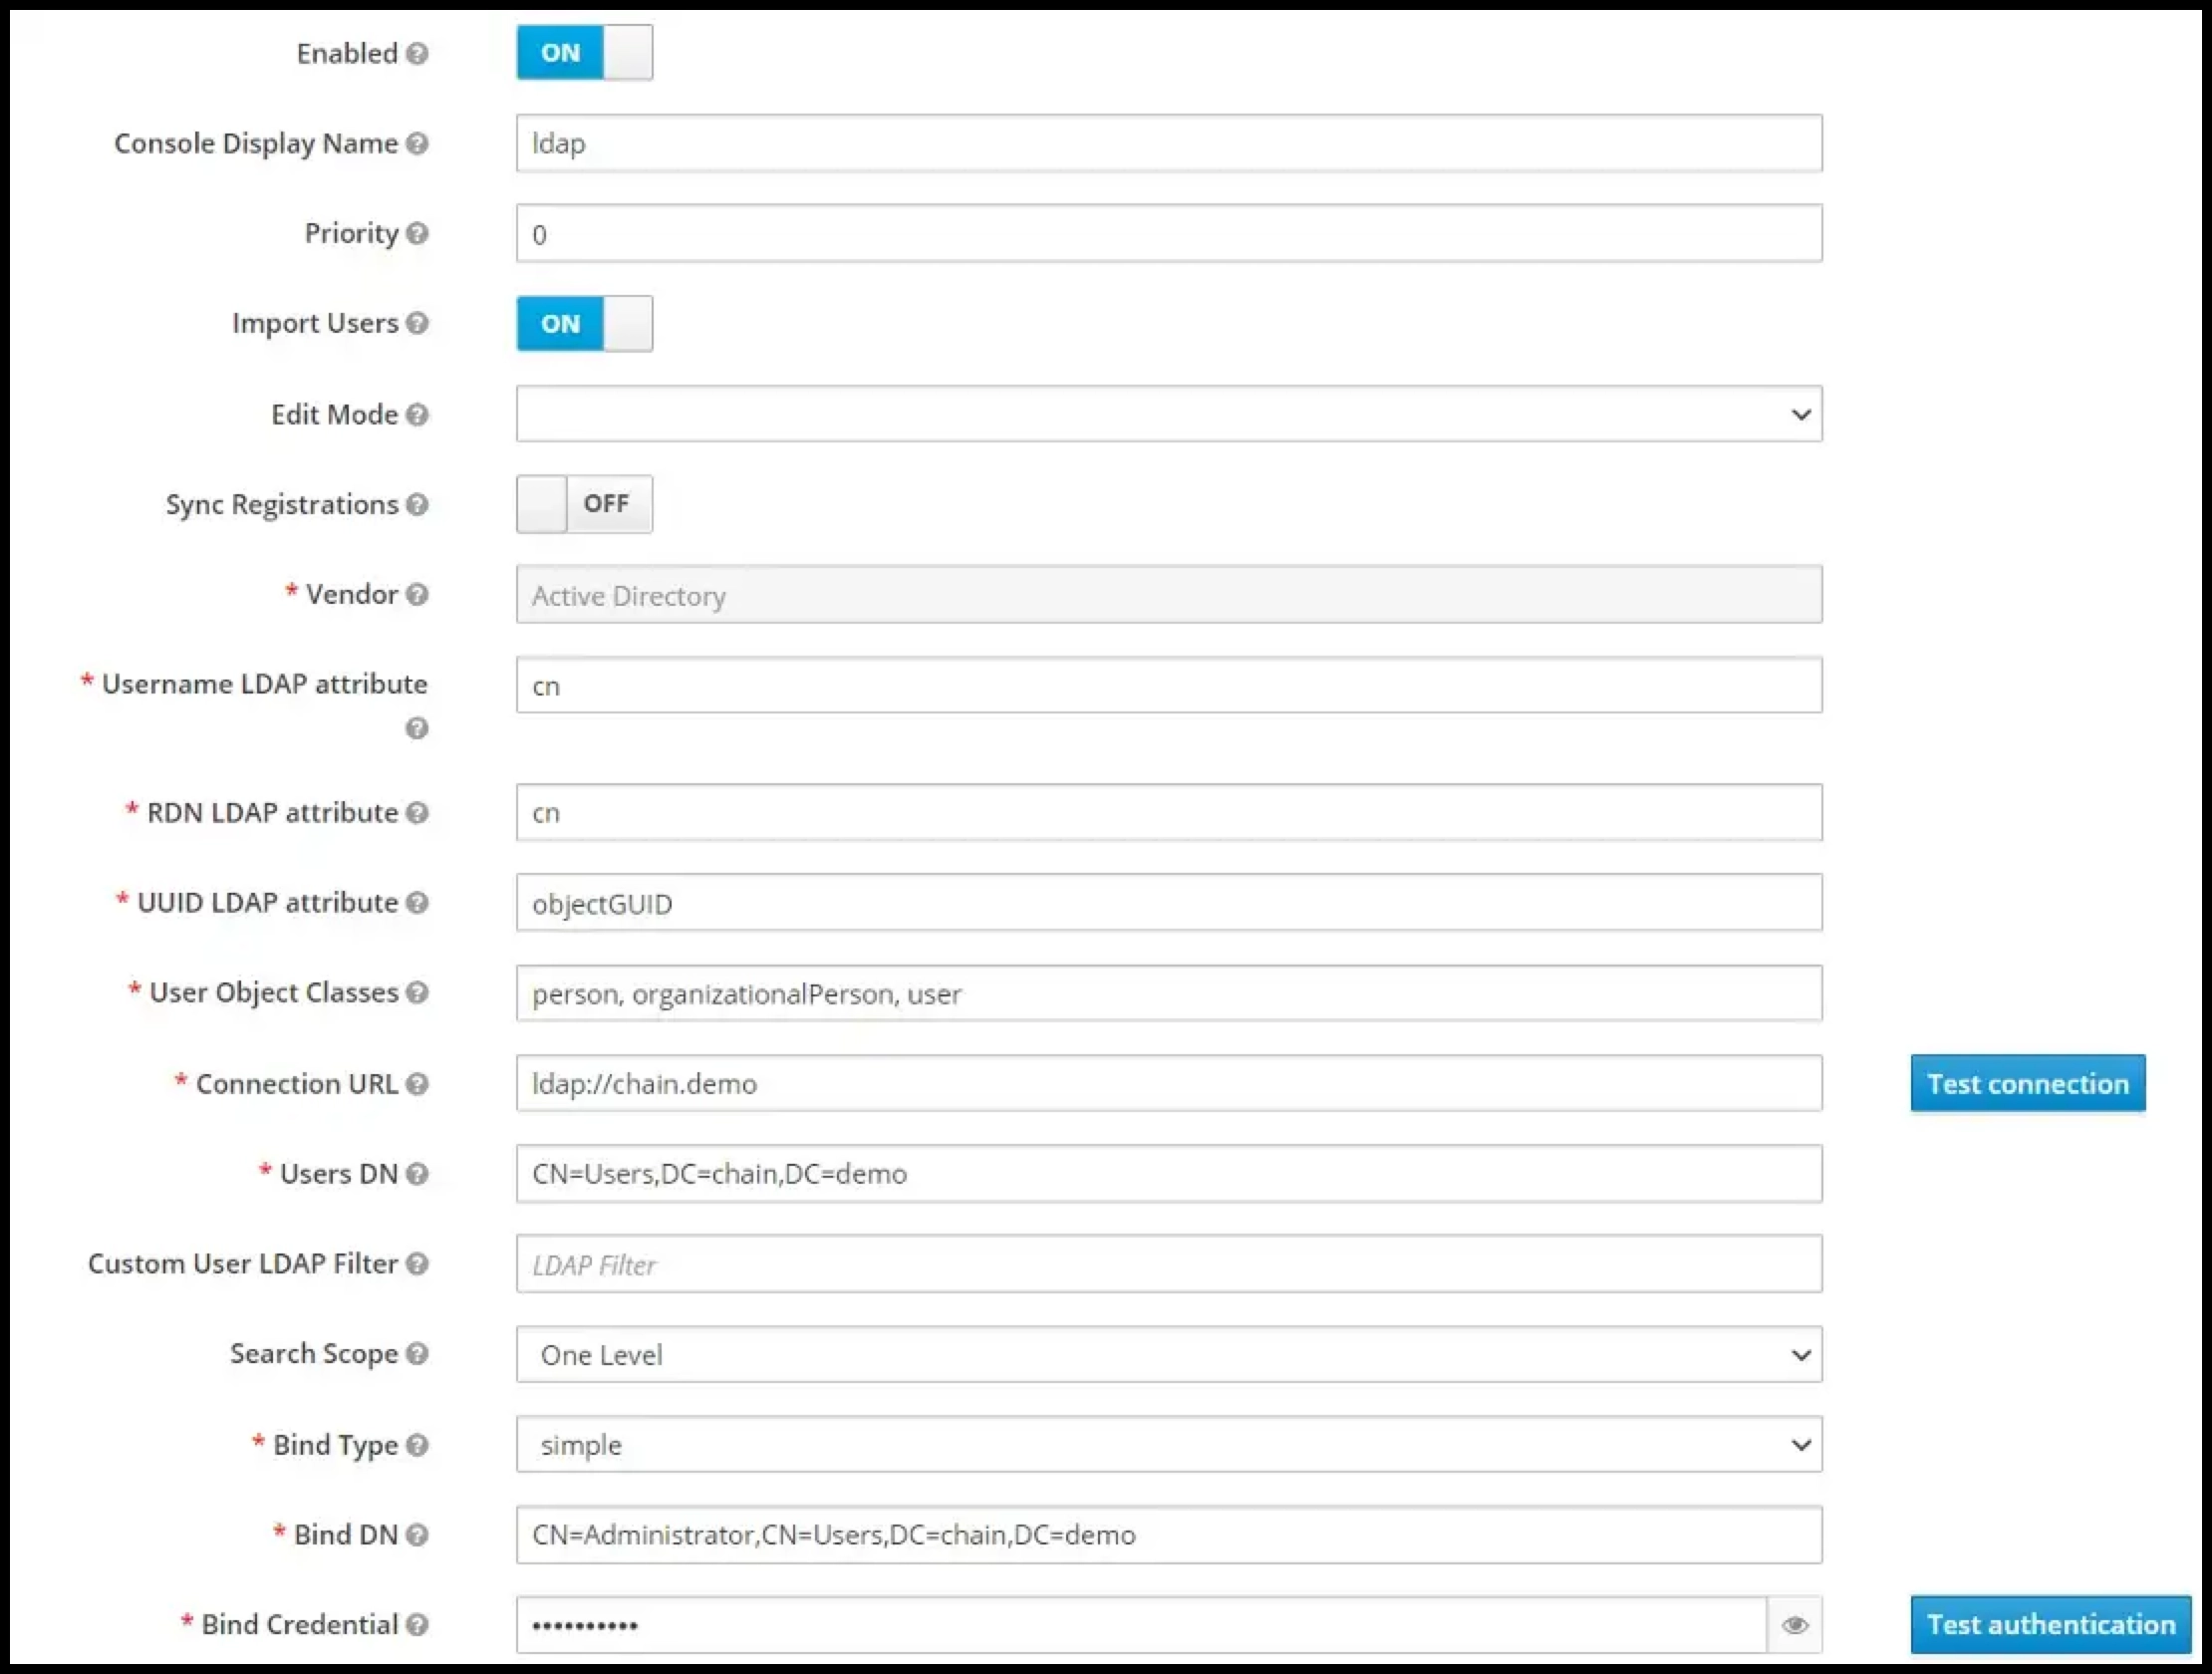 Enabled ON
Console Display Name ldap
Priority 0
Import Users ON
Edit Mode
Sync Registrations OFF
* Vendor Active Directory
* Username LDAP attribute cn
* RDN LDAP attribute cn
* UUID LDAP attribute objectGUID
* User Object Classes person, organizationalPerson, user
* Connection URL ldap://chain.demo Test connection
* Users DN CN=Users,DC=chain,DC=demo
Custom User LDAP Filter LDAP Filter
Search Scope One Level
* Bind Type simple
* Bind DN CN=Administrator,CN=Users,DC=chain,DC=demo
* Bind Credential •••••••••• Test authentication